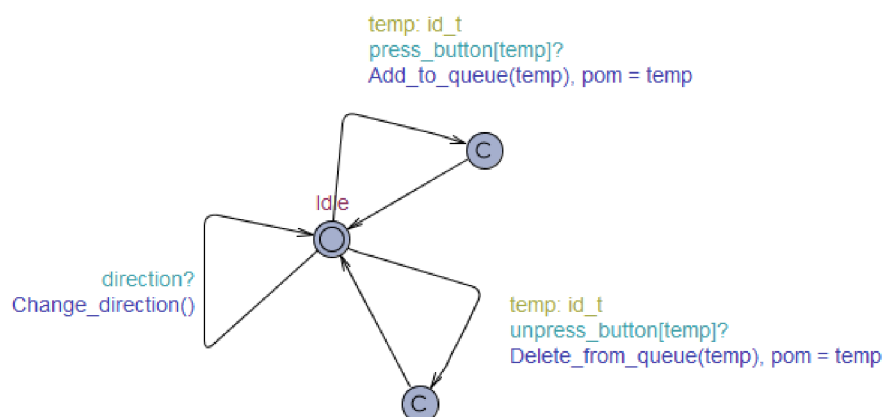 temp: id_t
press_button[temp]?
Add_to_queue(temp), pom = temp
C
Idle
direction?
Change_direction()
temp: id_t
unpress_button[temp]?
Delete_from_queue(temp), pom = temp
C